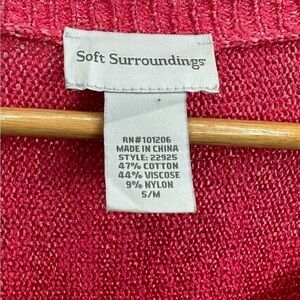 Soft Surroundings
RN#101206
MADE IN CHINA
STYLE: 22925
47% COTTON
44% VISCOSE
9% NYLON
S/M